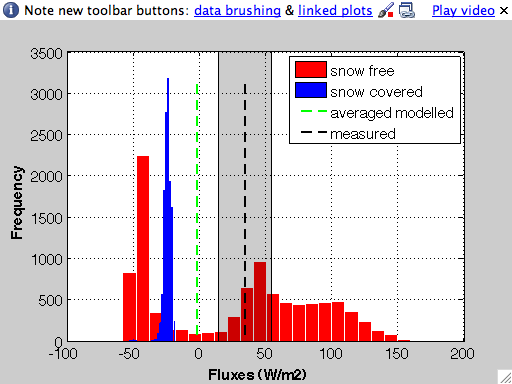 Note new toolbar buttons: data brushing & linked plots Play video
3500
3000
2500
2000
1500
1000
500
0
Frequency
snow free
snow covered
averaged modelled
measured
-100 -50 0 50 100 150 200
Fluxes (W/m2)